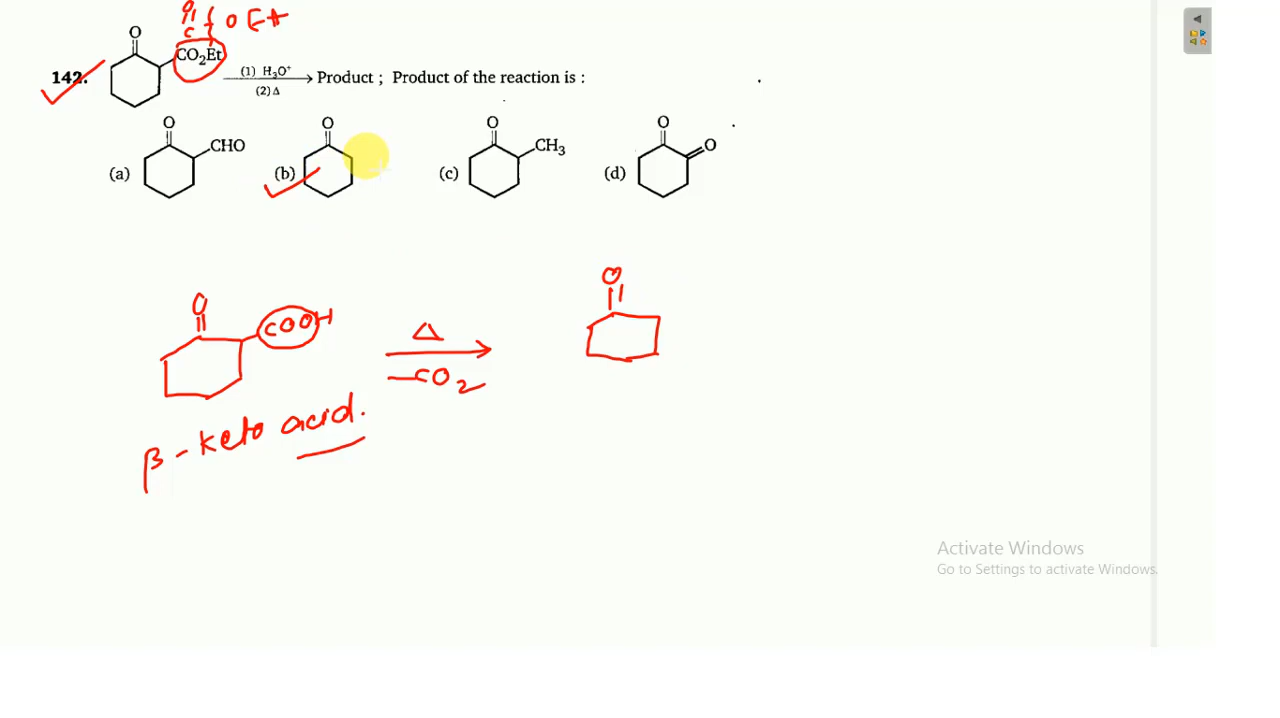 O
|| C { O Et
O
CO₂Et
142.
(1) H₃O⁺
(2) Δ
Product ; Product of the reaction is :
(a) O CHO
(b) O
(c) O CH₃
(d) O O
O
COOH
Δ
—CO₂
O
β - keto acid.
Activate Windows
Go to Settings to activate Windows.